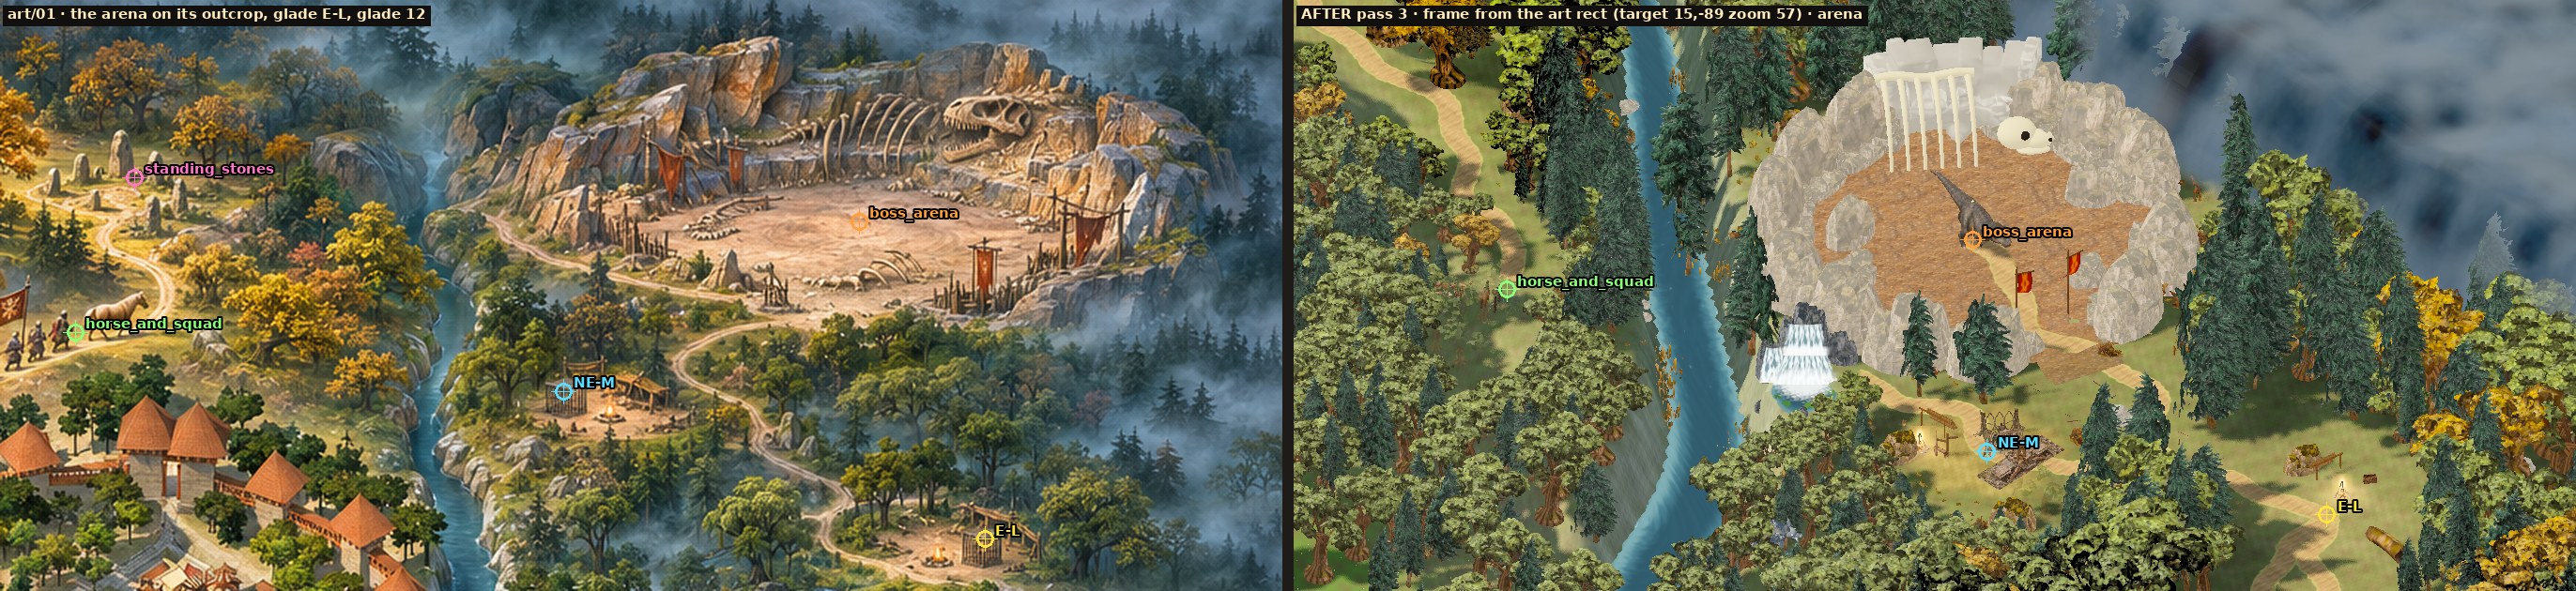 art/01 · the arena on its outcrop, glade E-L, glade 12
standing_stones
boss_arena
horse_and_squad
NE-M
E-L
AFTER pass 3 · frame from the art rect (target 15,-89 zoom 57) · arena
boss_arena
horse_and_squad
NE-M
E-L